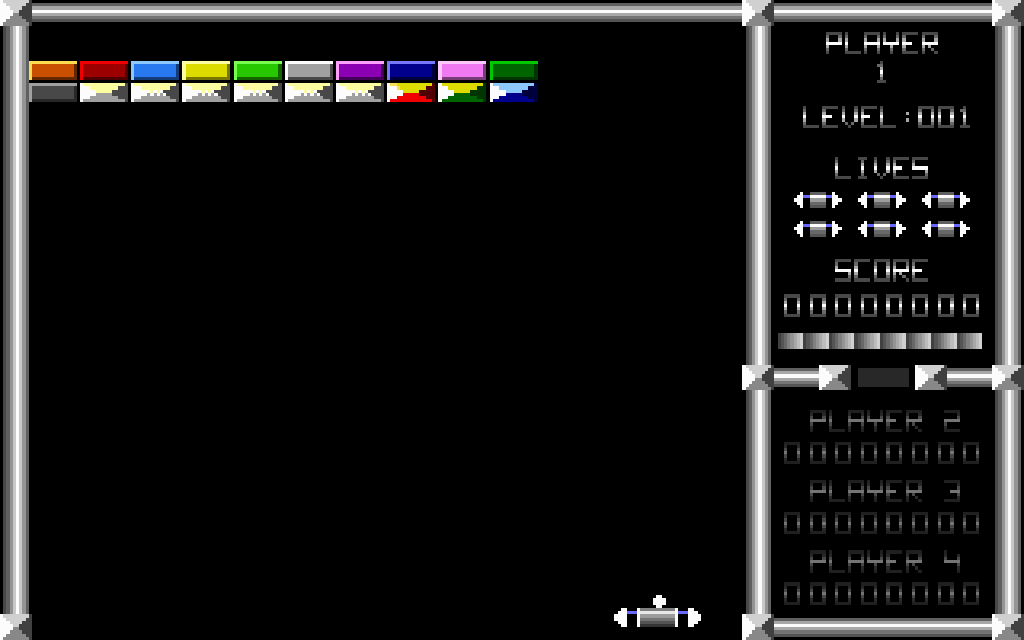 PLAYER
1
LEVEL:001
LIVES
SCORE
00000000
PLAYER 2
00000000
PLAYER 3
00000000
PLAYER 4
00000000